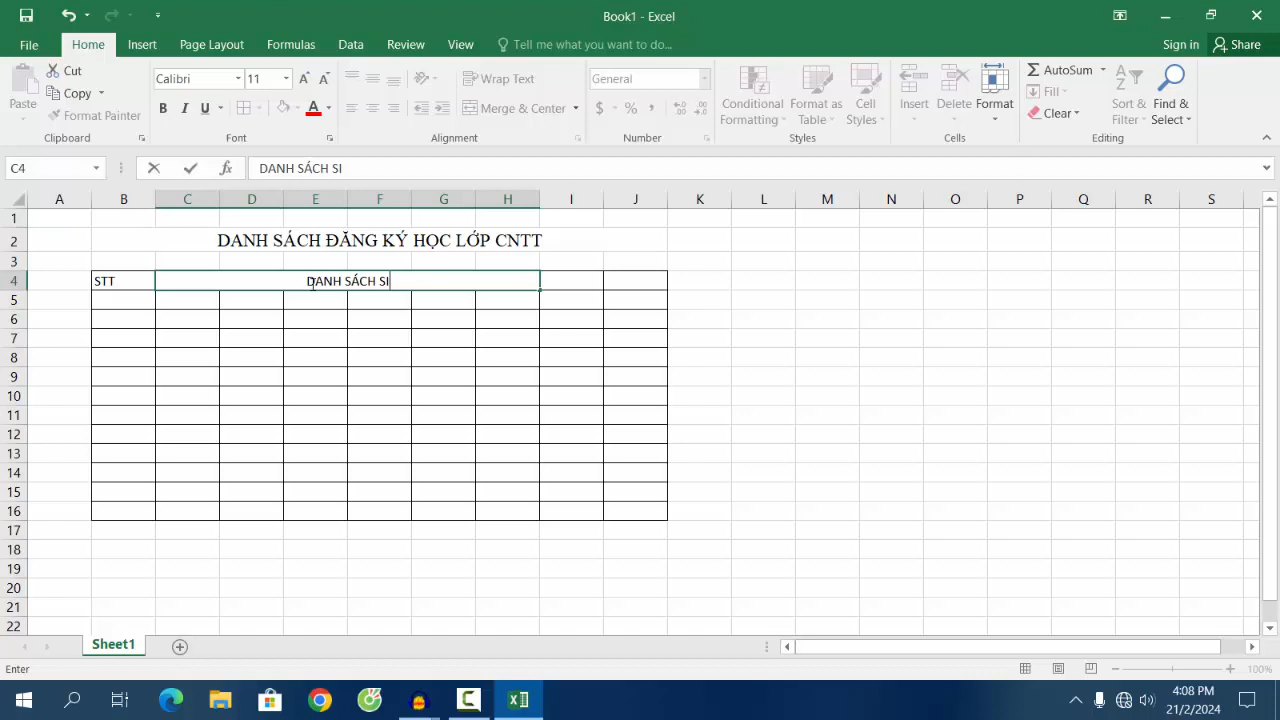 Book1 - Excel
File Home Insert Page Layout Formulas Data Review View Tell me what you want to do... Sign in Share
Paste Cut Copy Format Painter
Calibri 11
B I U A
Wrap Text
Merge & Center
General
$ % ,
Conditional Formatting
Format as Table
Cell Styles
Insert Delete Format
AutoSum
Fill
Clear
Sort & Filter
Find & Select
Clipboard Font Alignment Number Styles Cells Editing
C4 fx DANH SÁCH SI
A B C D E F G H I J K L M N O P Q R S
1
2 DANH SÁCH ĐĂNG KÝ HỌC LỚP CNTT
3
4 STT DANH SÁCH SI
5
6
7
8
9
10
11
12
13
14
15
16
17
18
19
20
21
22
Sheet1
Enter 100%
4:08 PM
21/2/2024